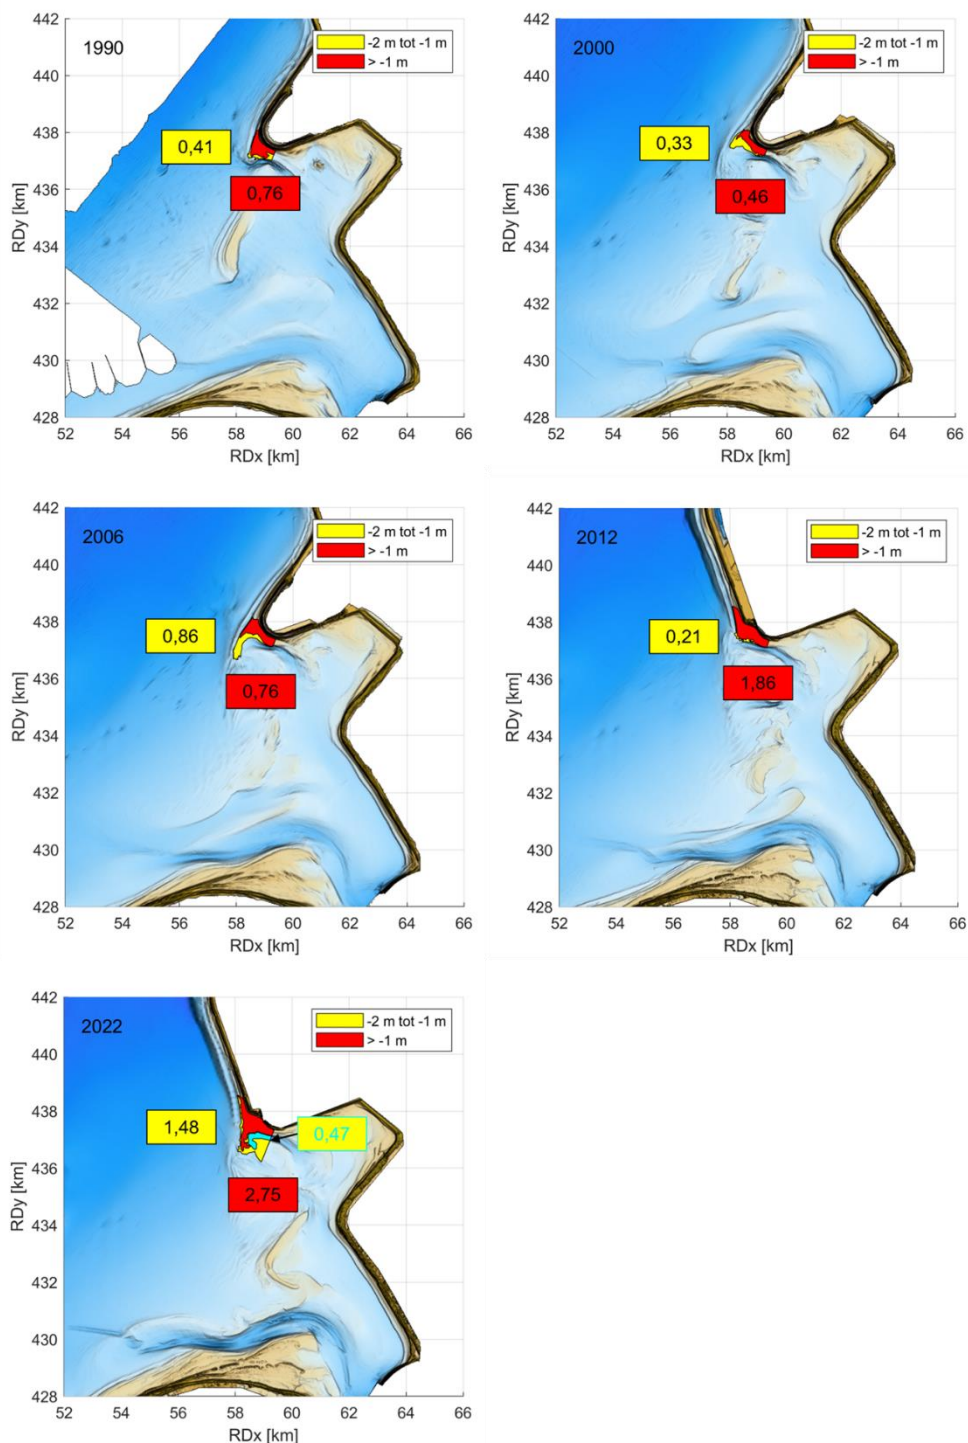 1990
-2 m tot -1 m
> -1 m
0,41
0,76
442
440
438
436
434
432
430
428
52 54 56 58 60 62 64 66
RDx [km]
RDy [km]
2000
-2 m tot -1 m
> -1 m
0,33
0,46
442
440
438
436
434
432
430
428
52 54 56 58 60 62 64 66
RDx [km]
RDy [km]
2006
-2 m tot -1 m
> -1 m
0,86
0,76
442
440
438
436
434
432
430
428
52 54 56 58 60 62 64 66
RDx [km]
RDy [km]
2012
-2 m tot -1 m
> -1 m
0,21
1,86
442
440
438
436
434
432
430
428
52 54 56 58 60 62 64 66
RDx [km]
RDy [km]
2022
-2 m tot -1 m
> -1 m
1,48
0,47
2,75
442
440
438
436
434
432
430
428
52 54 56 58 60 62 64 66
RDx [km]
RDy [km]